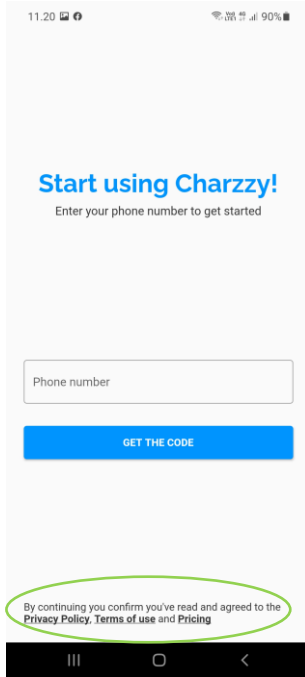 11.20 90%
Start using Charzzy!
Enter your phone number to get started
Phone number
GET THE CODE
By continuing you confirm you've read and agreed to the
Privacy Policy, Terms of use and Pricing